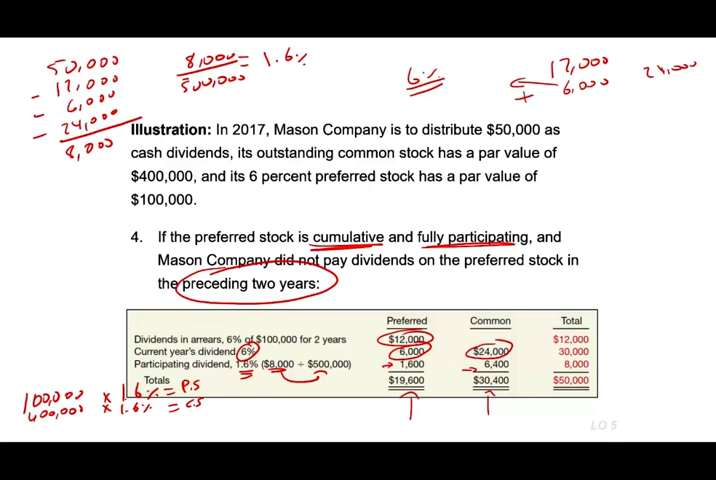 50,000
- 12,000
- 6,000
- 24,000
8,000
8,000 = 1.6%
500,000
6%
12,000
+ 6,000
24,000
Illustration: In 2017, Mason Company is to distribute $50,000 as
cash dividends, its outstanding common stock has a par value of
$400,000, and its 6 percent preferred stock has a par value of
$100,000.
4. If the preferred stock is cumulative and fully participating, and
Mason Company did not pay dividends on the preferred stock in
the preceding two years:
Preferred Common Total
Dividends in arrears, 6% of $100,000 for 2 years $12,000 $12,000
Current year's dividend, 6% 6,000 $24,000 30,000
Participating dividend, 1.6% ($8,000 ÷ $500,000) 1,600 6,400 8,000
Totals $19,600 $30,400 $50,000
100,000 x 1.6% = P.S
400,000 x 1.6% = C.S
LO 5